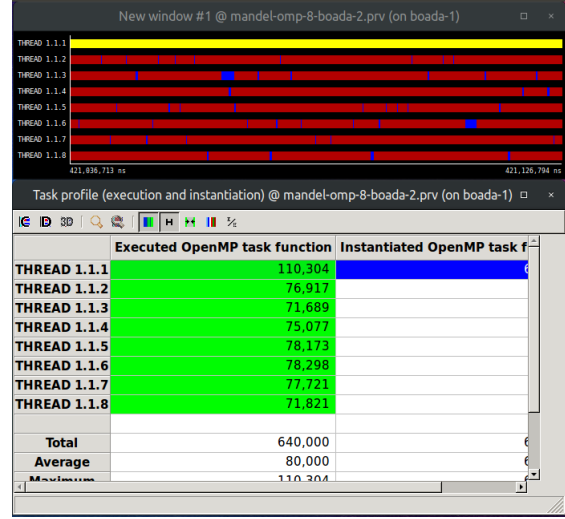 New window #1 @ mandel-omp-8-boada-2.prv (on boada-1)
THREAD 1.1.1
THREAD 1.1.2
THREAD 1.1.3
THREAD 1.1.4
THREAD 1.1.5
THREAD 1.1.6
THREAD 1.1.7
THREAD 1.1.8
421,036,713 ns 421,126,794 ns
Task profile (execution and instantiation) @ mandel-omp-8-boada-2.prv (on boada-1)
3D H
Executed OpenMP task function Instantiated OpenMP task f
THREAD 1.1.1 110,304 6
THREAD 1.1.2 76,917
THREAD 1.1.3 71,689
THREAD 1.1.4 75,077
THREAD 1.1.5 78,173
THREAD 1.1.6 78,298
THREAD 1.1.7 77,721
THREAD 1.1.8 71,821
Total 640,000 6
Average 80,000 6
Maximum 110,304